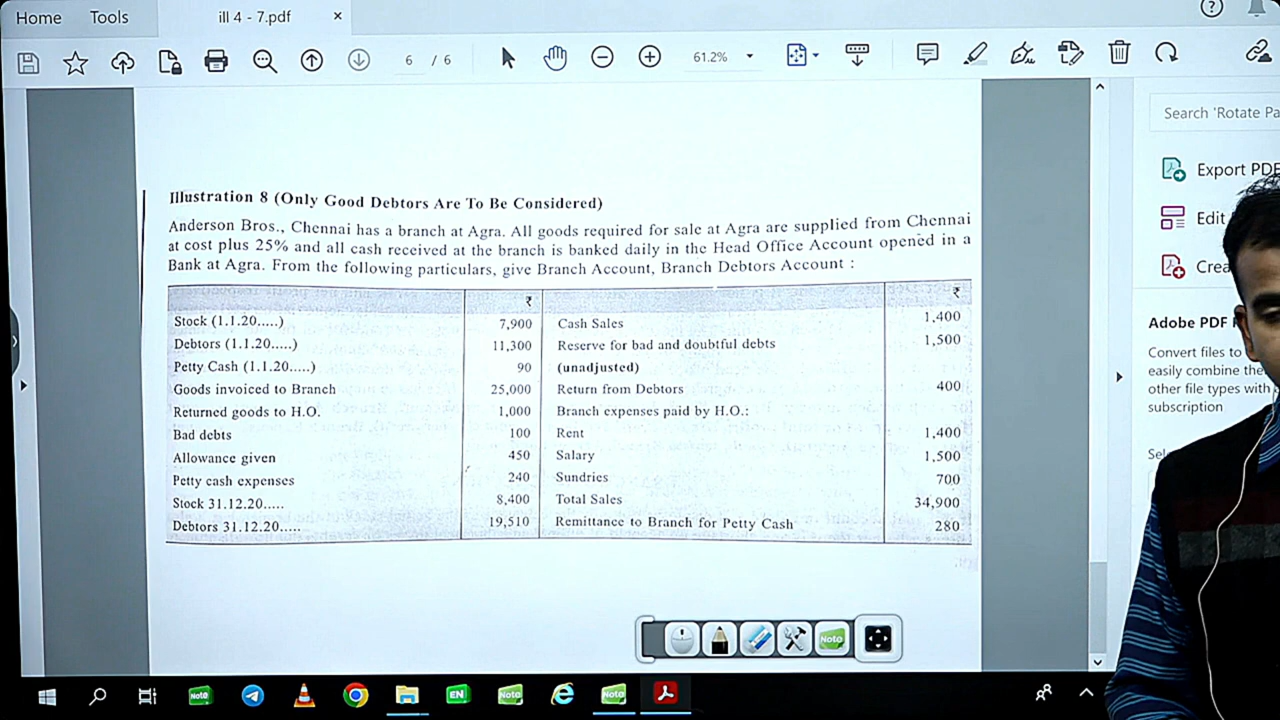 Home Tools ill 4 - 7.pdf ×
6 / 6 61.2%
Search 'Rotate Pa
Export PDF
Edit
Crea
Adobe PDF
Convert files to
easily combine the
other file types with
subscription
Illustration 8 (Only Good Debtors Are To Be Considered)
Anderson Bros., Chennai has a branch at Agra. All goods required for sale at Agra are supplied from Chennai
at cost plus 25% and all cash received at the branch is banked daily in the Head Office Account opened in a
Bank at Agra. From the following particulars, give Branch Account, Branch Debtors Account :
₹ ₹
Stock (1.1.20.....) 7,900 Cash Sales 1,400
Debtors (1.1.20.....) 11,300 Reserve for bad and doubtful debts 1,500
Petty Cash (1.1.20.....) 90 (unadjusted)
Goods invoiced to Branch 25,000 Return from Debtors 400
Returned goods to H.O. 1,000 Branch expenses paid by H.O.:
Bad debts 100 Rent 1,400
Allowance given 450 Salary 1,500
Petty cash expenses 240 Sundries 700
Stock 31.12.20..... 8,400 Total Sales 34,900
Debtors 31.12.20..... 19,510 Remittance to Branch for Petty Cash 280
Note
Note EN Note Note